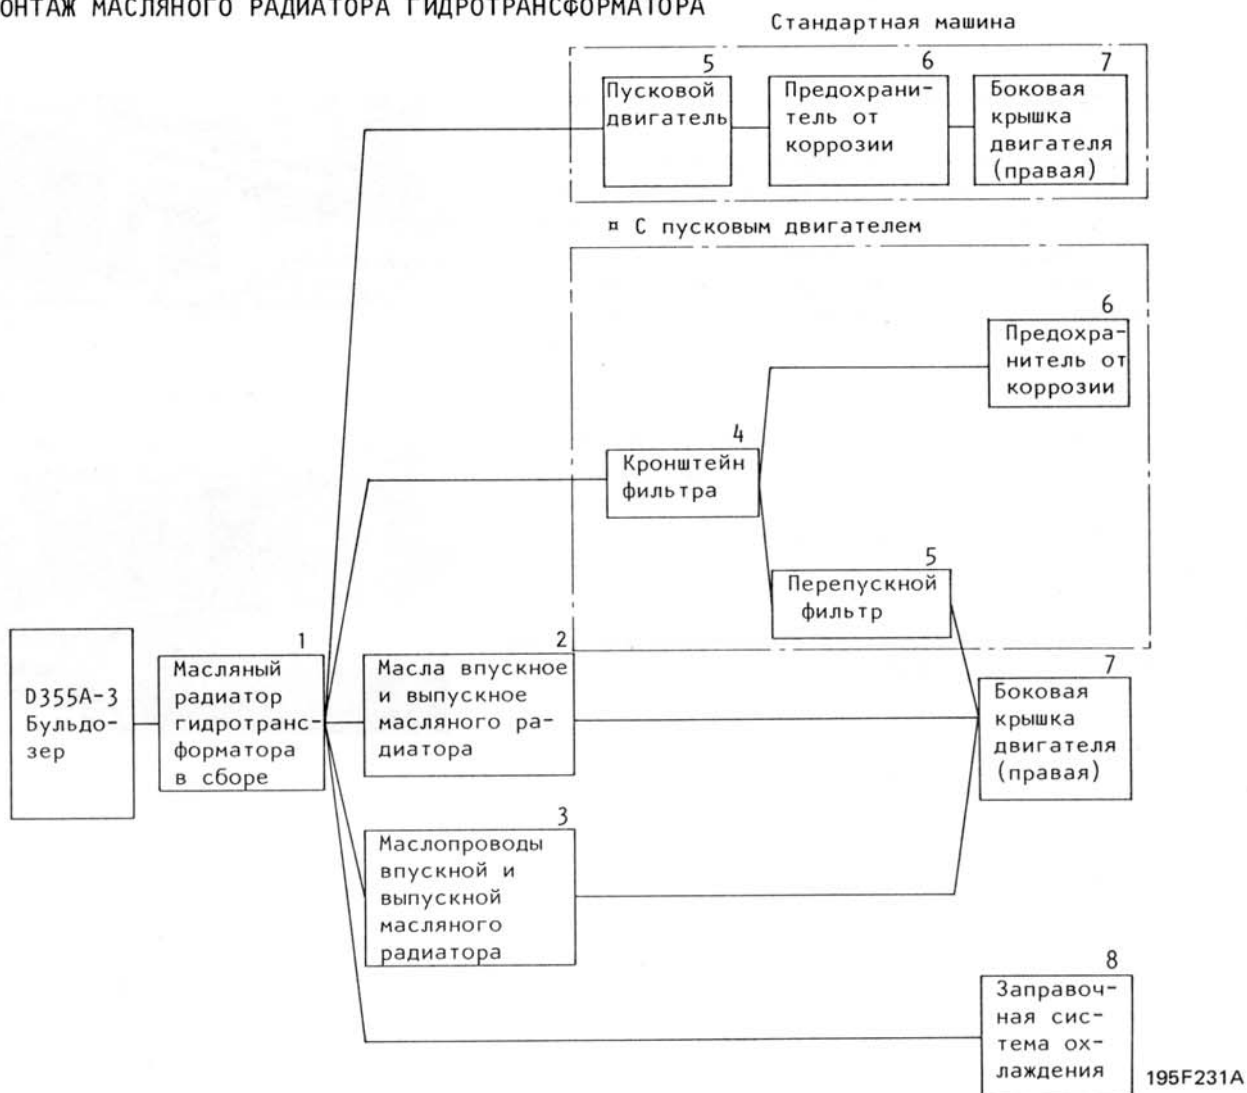 ОНТАЖ МАСЛЯНОГО РАДИАТОРА ГИДРОТРАНСФОРМАТОРА
Стандартная машина
5
Пусковой
двигатель
6
Предохрани-
тель от
коррозии
7
Боковая
крышка
двигателя
(правая)
¤ С пусковым двигателем
6
Предохра-
нитель от
коррозии
4
Кронштейн
фильтра
5
Перепускной
фильтр
D355A-3
Бульдо-
зер
1
Масляный
радиатор
гидротранс-
форматора
в сборе
2
Масла впускное
и выпускное
масляного ра-
диатора
7
Боковая
крышка
двигателя
(правая)
3
Маслопроводы
впускной и
выпускной
масляного
радиатора
8
Заправоч-
ная сис-
тема ох-
лаждения
195F231A